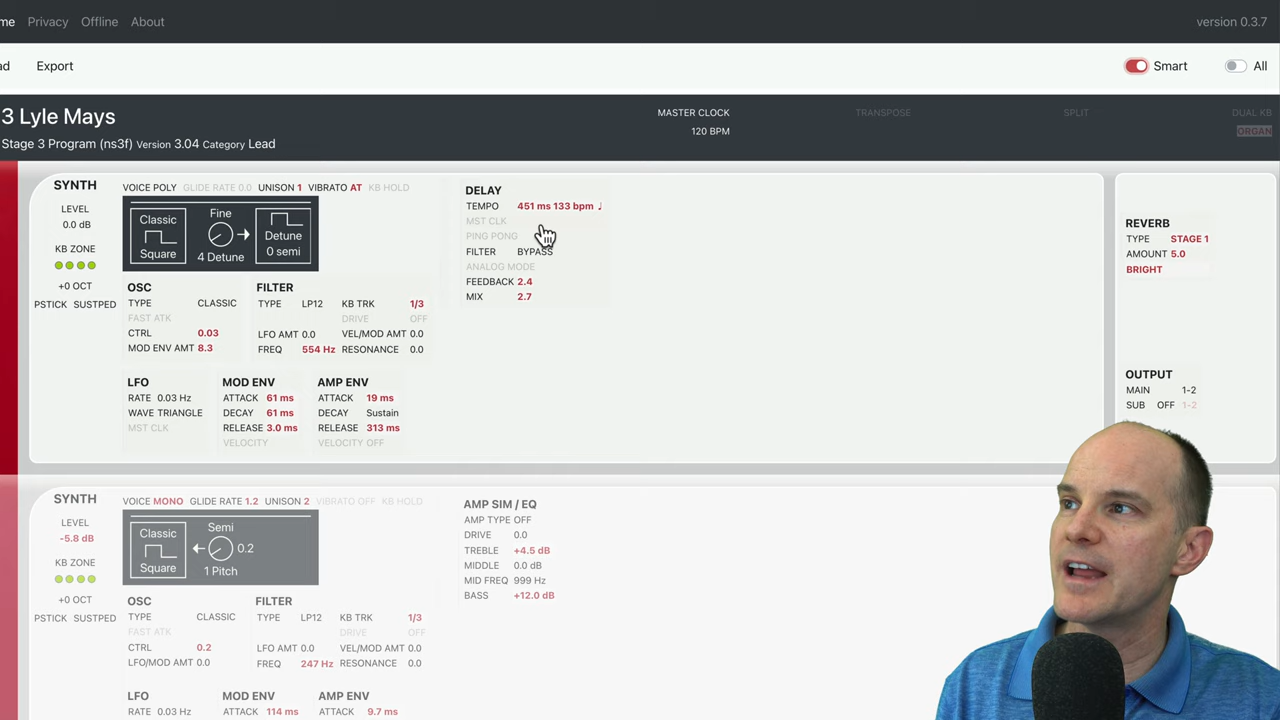 me Privacy Offline About version 0.3.7
ad Export Smart All
3 Lyle Mays MASTER CLOCK TRANSPOSE SPLIT DUAL KB
120 BPM ORGAN
Stage 3 Program (ns3f) Version 3.04 Category Lead
SYNTH
LEVEL
0.0 dB
KB ZONE
+0 OCT
PSTICK SUSTPED
VOICE POLY GLIDE RATE 0.0 UNISON 1 VIBRATO AT KB HOLD
Classic
Square
Fine
4 Detune
Detune
0 semi
OSC
TYPE CLASSIC
FAST ATK
CTRL 0.03
MOD ENV AMT 8.3
FILTER
TYPE LP12 KB TRK 1/3
DRIVE OFF
LFO AMT 0.0 VEL/MOD AMT 0.0
FREQ 554 Hz RESONANCE 0.0
LFO
RATE 0.03 Hz
WAVE TRIANGLE
MST CLK
MOD ENV
ATTACK 61 ms
DECAY 61 ms
RELEASE 3.0 ms
VELOCITY
AMP ENV
ATTACK 19 ms
DECAY Sustain
RELEASE 313 ms
VELOCITY OFF
DELAY
TEMPO 451 ms 133 bpm ♩
MST CLK
PING PONG
FILTER BYPASS
ANALOG MODE
FEEDBACK 2.4
MIX 2.7
REVERB
TYPE STAGE 1
AMOUNT 5.0
BRIGHT
OUTPUT
MAIN 1-2
SUB OFF 1-2
SYNTH
LEVEL
-5.8 dB
KB ZONE
+0 OCT
PSTICK SUSTPED
VOICE MONO GLIDE RATE 1.2 UNISON 2 VIBRATO OFF KB HOLD
Classic
Square
Semi
0.2
1 Pitch
OSC
TYPE CLASSIC
FAST ATK
CTRL 0.2
LFO/MOD AMT 0.0
FILTER
TYPE LP12 KB TRK 1/3
DRIVE OFF
LFO AMT 0.0 VEL/MOD AMT 0.0
FREQ 247 Hz RESONANCE 0.0
LFO
RATE 0.03 Hz
MOD ENV
ATTACK 114 ms
AMP ENV
ATTACK 9.7 ms
AMP SIM / EQ
AMP TYPE OFF
DRIVE 0.0
TREBLE +4.5 dB
MIDDLE 0.0 dB
MID FREQ 999 Hz
BASS +12.0 dB